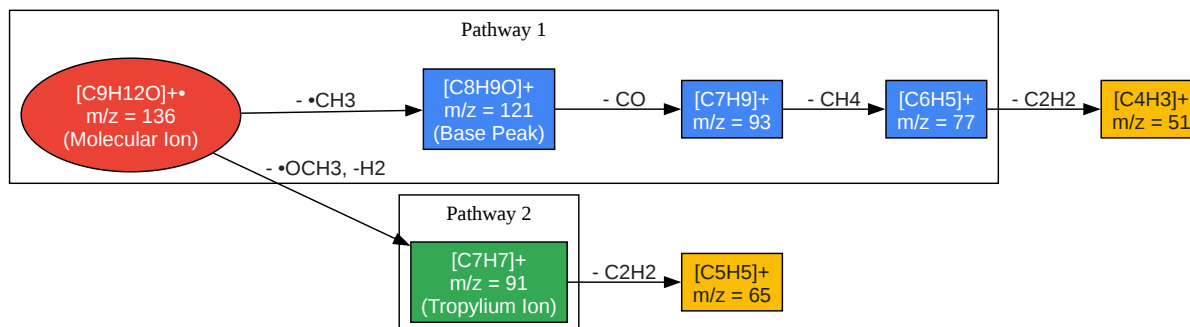 Pathway 1
[C9H12O]+•
m/z = 136
(Molecular Ion)
- •CH3
[C8H9O]+
m/z = 121
(Base Peak)
- CO
[C7H9]+
m/z = 93
- CH4
[C6H5]+
m/z = 77
- C2H2
[C4H3]+
m/z = 51
- •OCH3, -H2
Pathway 2
[C7H7]+
m/z = 91
(Tropylium Ion)
- C2H2
[C5H5]+
m/z = 65